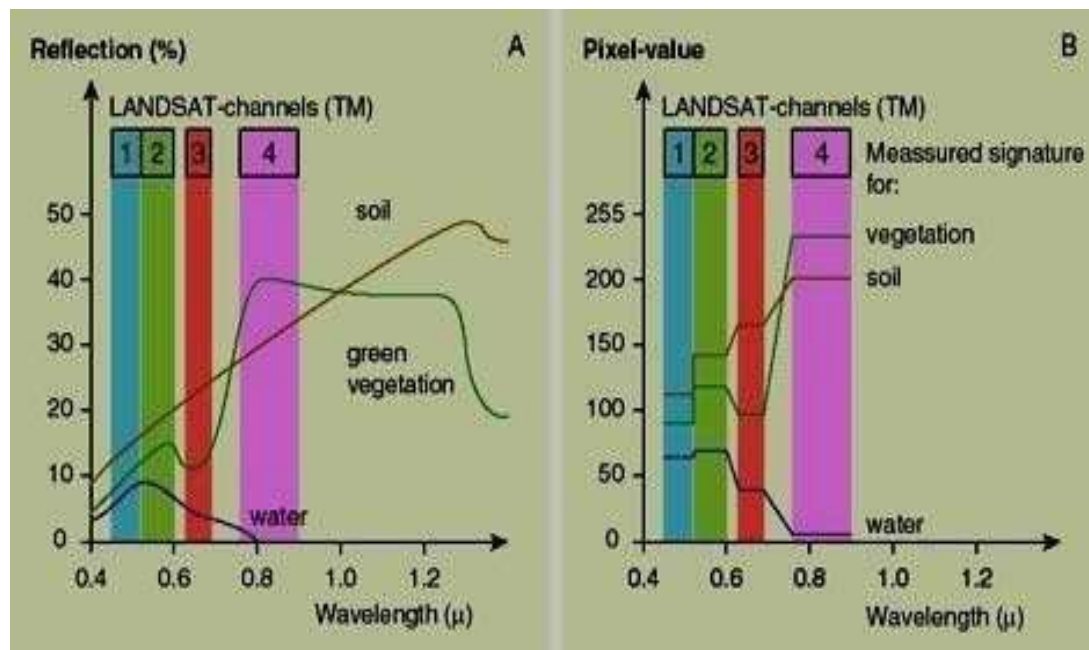 Reflection (%)
A
LANDSAT-channels (TM)
1 2 3 4
50
40
30
20
10
0
soil
green
vegetation
water
0.4 0.6 0.8 1.0 1.2
Wavelength (μ)
Pixel-value
B
LANDSAT-channels (TM)
1 2 3 4
Meassured signature
for:
255
200
150
100
50
0
vegetation
soil
water
0.4 0.6 0.8 1.0 1.2
Wavelength (μ)